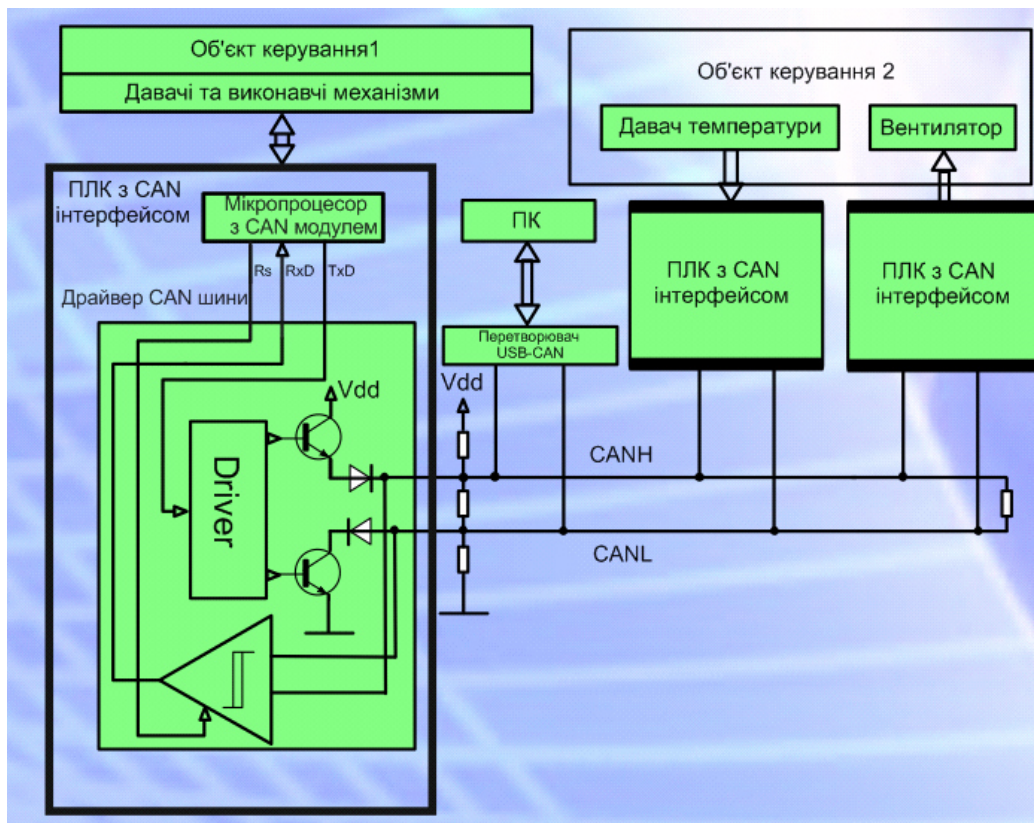 Об'єкт керування1
Давачі та виконавчі механізми
Об'єкт керування 2
Давач температури
Вентилятор
ПЛК з CAN
інтерфейсом
Мікропроцесор
з CAN модулем
Rs
RxD
TxD
Драйвер CAN шини
ПК
Перетворювач
USB-CAN
ПЛК з CAN
інтерфейсом
ПЛК з CAN
інтерфейсом
Vdd
Vdd
Driver
CANH
CANL